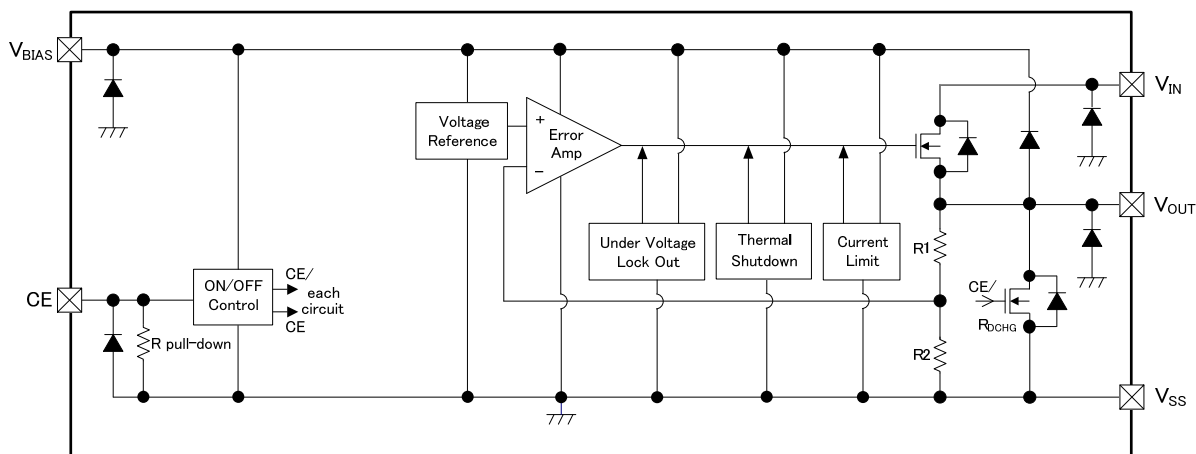 VBIAS
VIN
Voltage
Reference
+
Error
Amp
−
VOUT
Under Voltage
Lock Out
Thermal
Shutdown
Current
Limit
R1
CE
ON/OFF
Control
CE/
each
circuit
CE
R pull-down
CE/
RDCHG
R2
VSS